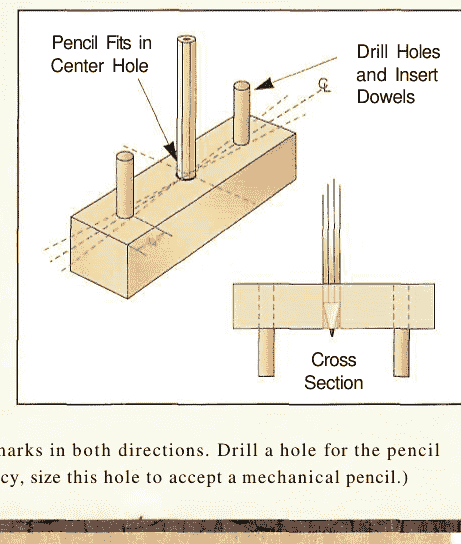 Pencil Fits in
Center Hole
Drill Holes
and Insert
Dowels
℄
Cross
Section
marks in both directions. Drill a hole for the pencil
cy, size this hole to accept a mechanical pencil.)